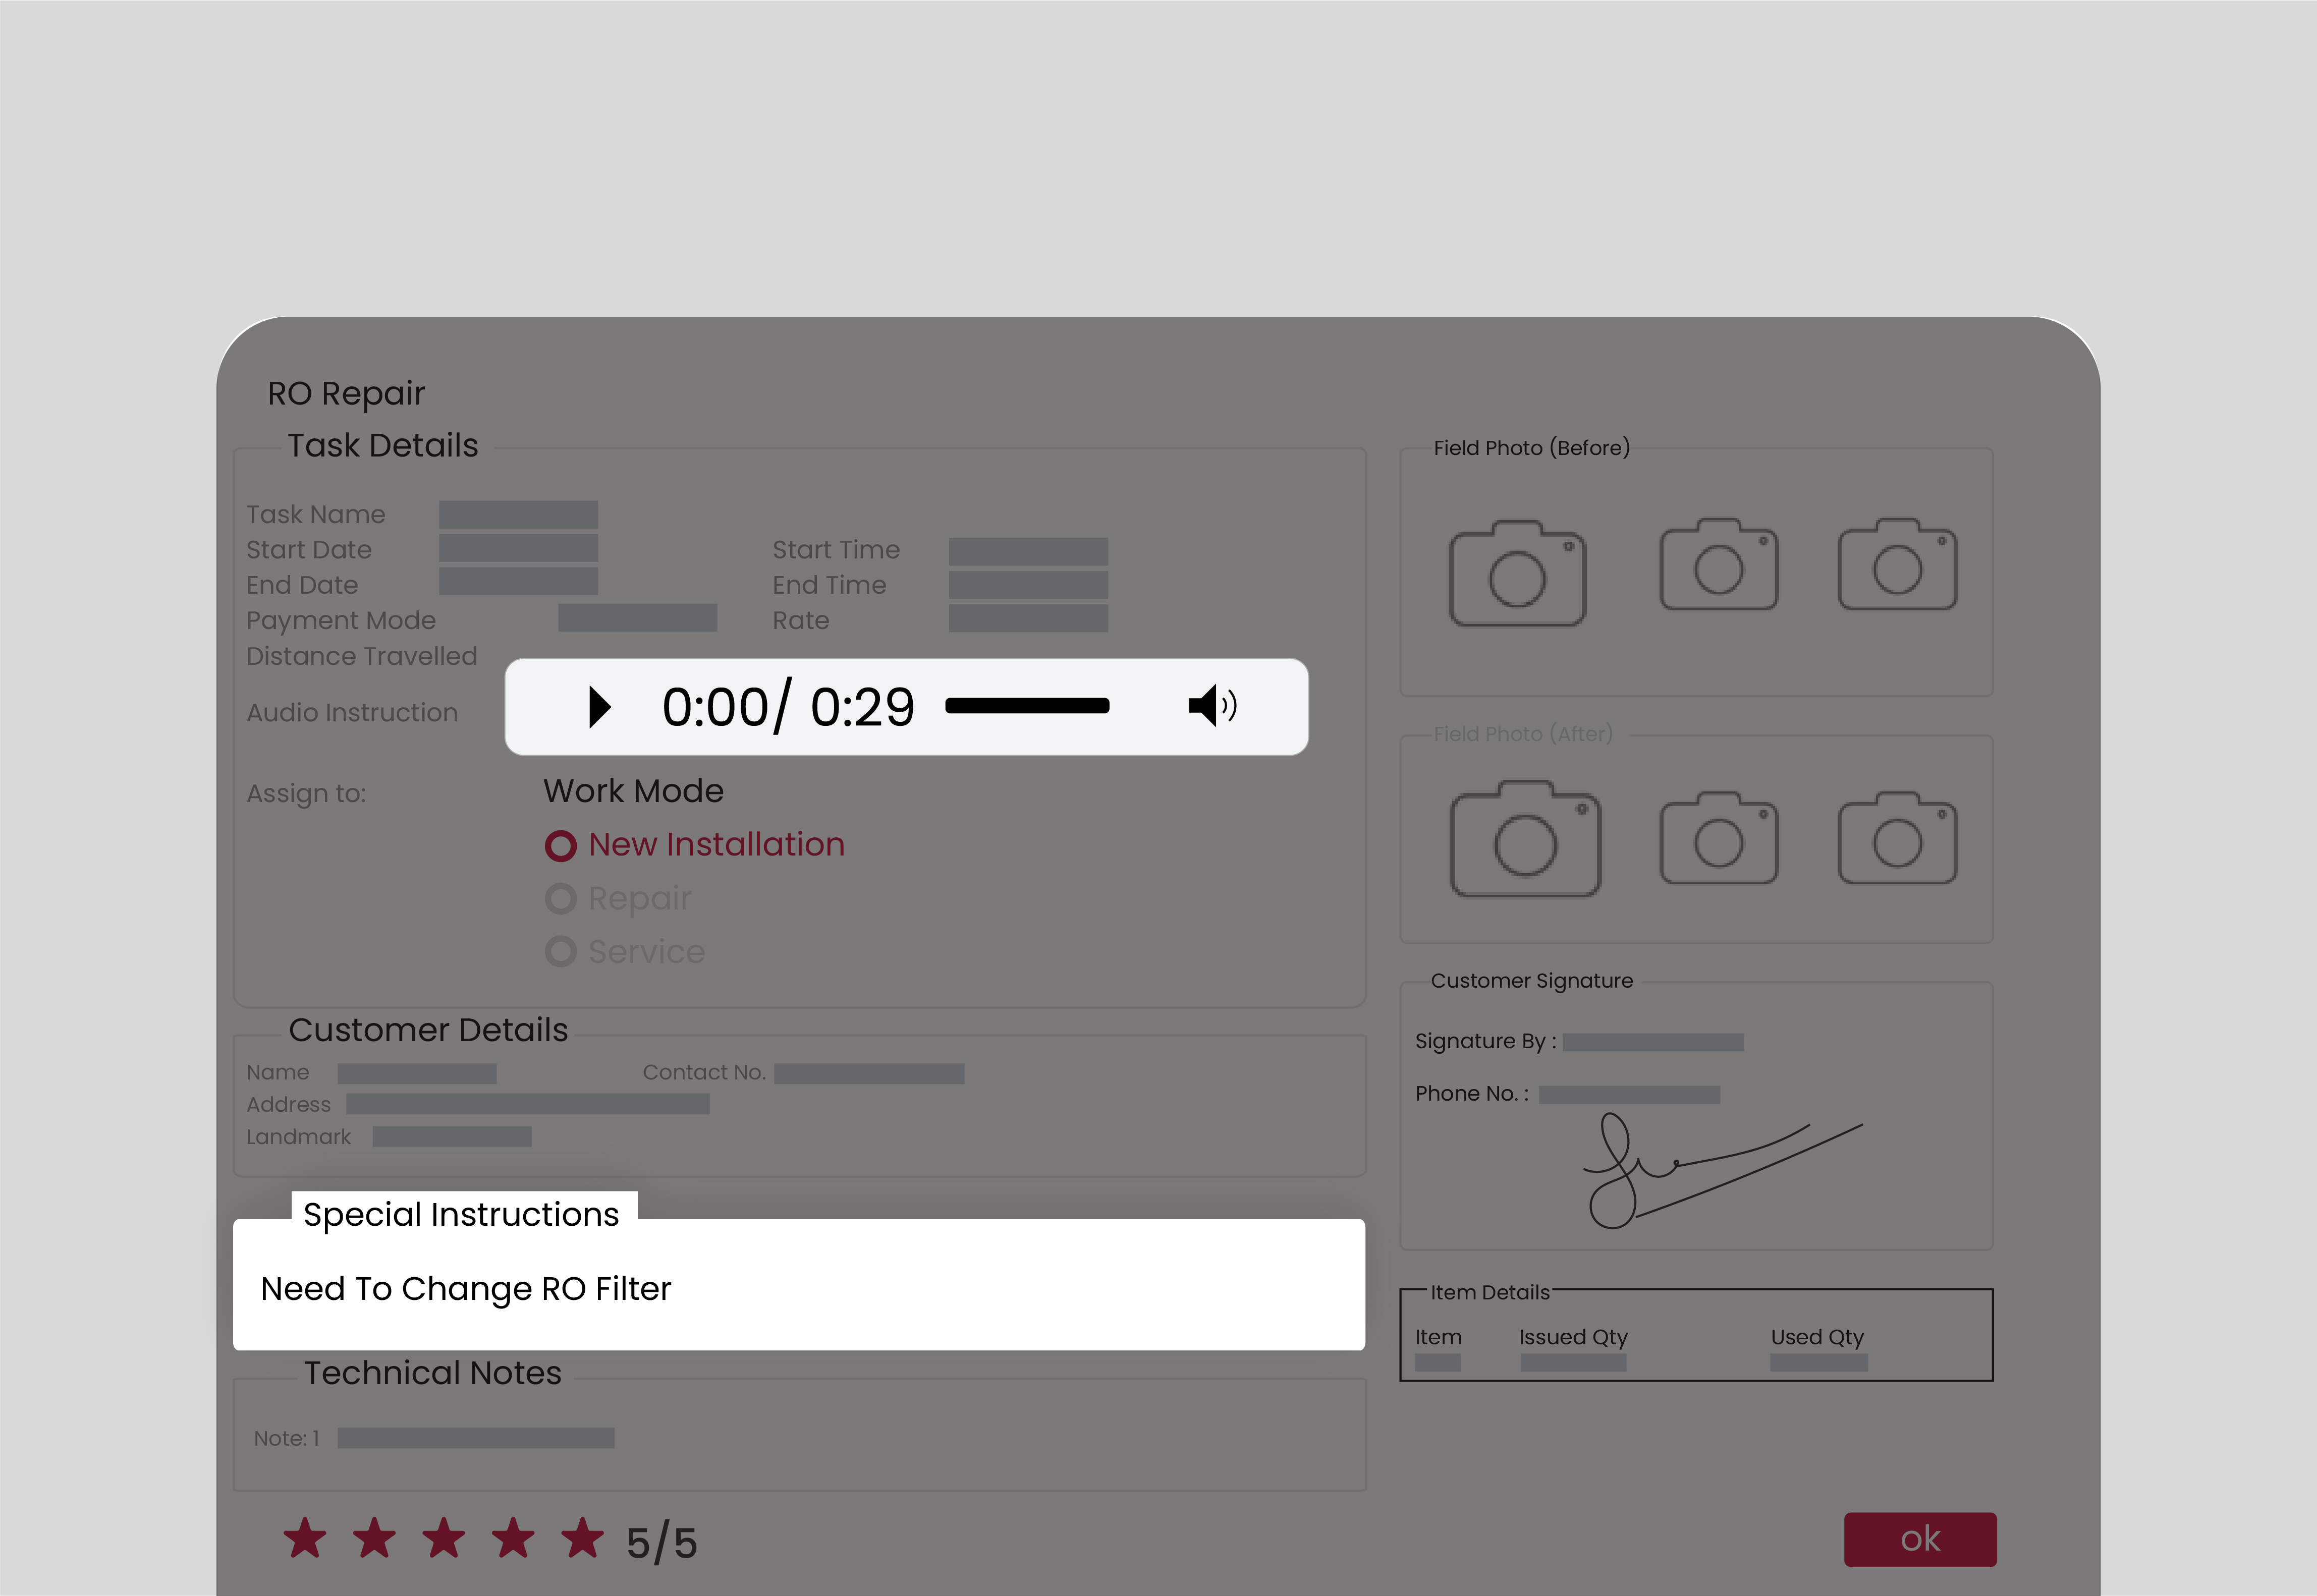 RO Repair
Task Details
Task Name
Start Date
Start Time
End Date
End Time
Payment Mode
Rate
Distance Travelled
Audio Instruction
0:00/ 0:29
Assign to:
Work Mode
New Installation
Repair
Service
Customer Details
Name
Contact No.
Address
Landmark
Special Instructions
Need To Change RO Filter
Technical Notes
Note: 1
5/5
Field Photo (Before)
Field Photo (After)
Customer Signature
Signature By :
Phone No. :
Item Details
Item Issued Qty Used Qty
ok